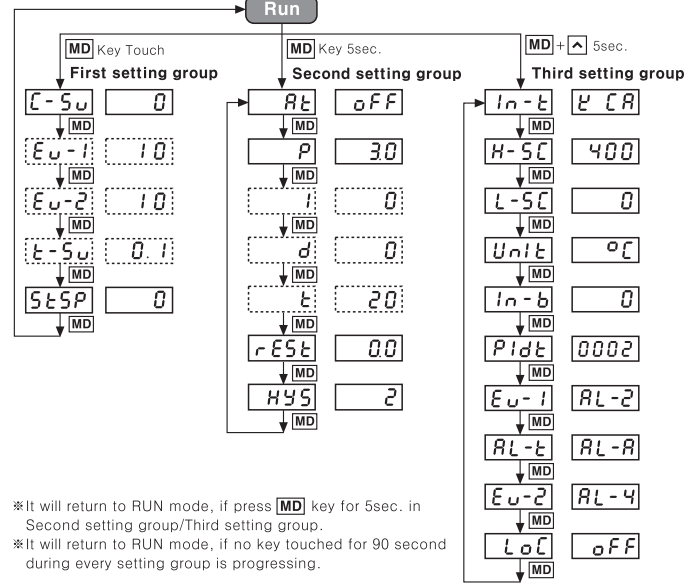 Run
MD Key Touch
MD Key 5sec.
MD + ^ 5sec.
First setting group
Second setting group
Third setting group
C-Su 0
MD
Eu-1 10
MD
Eu-2 10
MD
t-Su 0.1
MD
StSP 0
MD
At oFF
MD
P 3.0
MD
I 0
MD
d 0
MD
t 20
MD
rESt 0.0
MD
HYS 2
MD
In-t K CA
MD
H-SC 400
MD
L-SC 0
MD
UnIt °C
MD
In-b 0
MD
PIdt 0002
MD
Eu-1 AL-2
MD
AL-t AL-A
MD
Eu-2 AL-4
MD
LoC oFF
MD
※It will return to RUN mode, if press MD key for 5sec. in
Second setting group/Third setting group.
※It will return to RUN mode, if no key touched for 90 second
during every setting group is progressing.